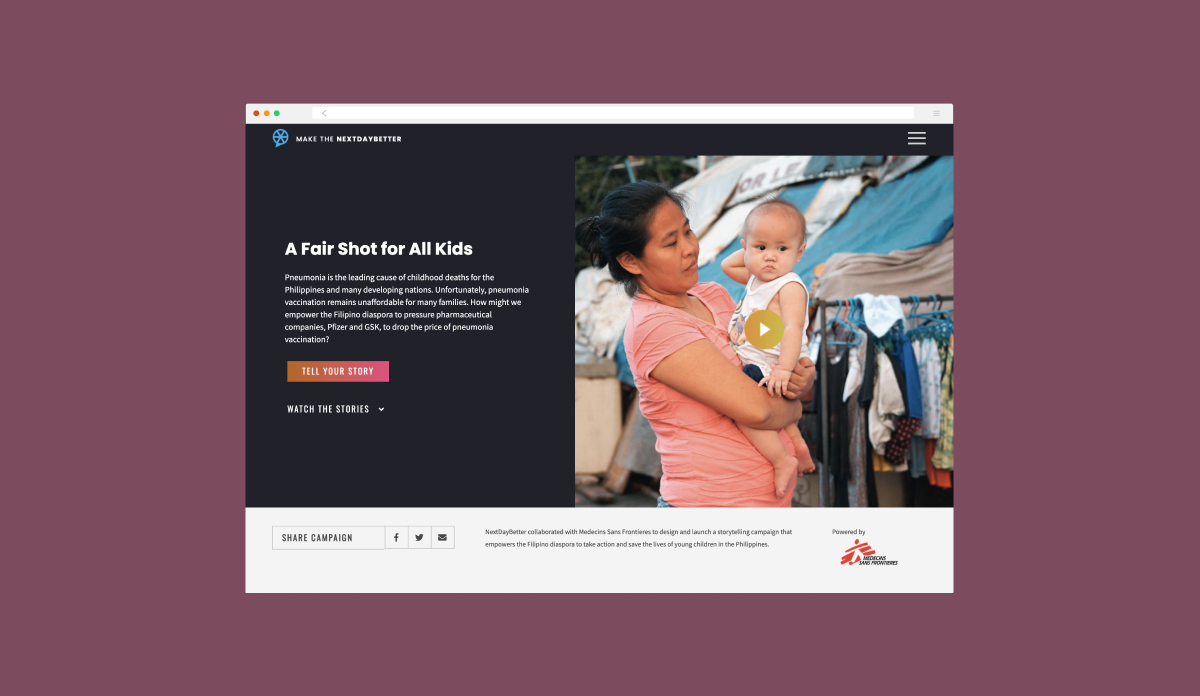 MAKE THE NEXTDAYBETTER
A Fair Shot for All Kids
Pneumonia is the leading cause of childhood deaths for the
Philippines and many developing nations. Unfortunately, pneumonia
vaccination remains unaffordable for many families. How might we
empower the Filipino diaspora to pressure pharmaceutical
companies, Pfizer and GSK, to drop the price of pneumonia
vaccination?
TELL YOUR STORY
WATCH THE STORIES
OR LE
SHARE CAMPAIGN
NextDayBetter collaborated with Medecins Sans Frontieres to design and launch a storytelling campaign that
empowers the Filipino diaspora to take action and save the lives of young children in the Philippines.
Powered by
MEDECINS
SANS FRONTIERES